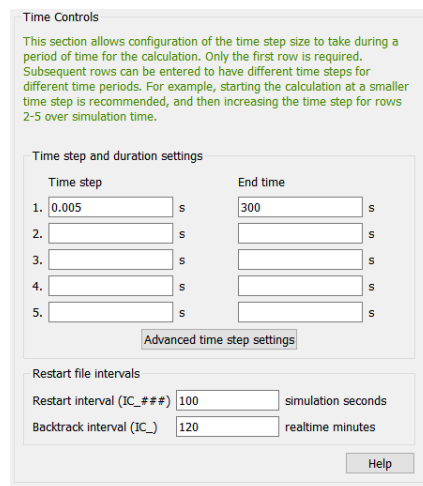 Time Controls
This section allows configuration of the time step size to take during a
period of time for the calculation. Only the first row is required.
Subsequent rows can be entered to have different time steps for
different time periods. For example, starting the calculation at a smaller
time step is recommended, and then increasing the time step for rows
2-5 over simulation time.
Time step and duration settings
Time step End time
1. 0.005 s 300 s
2. s s
3. s s
4. s s
5. s s
Advanced time step settings
Restart file intervals
Restart interval (IC_###) 100 simulation seconds
Backtrack interval (IC_) 120 realtime minutes
Help